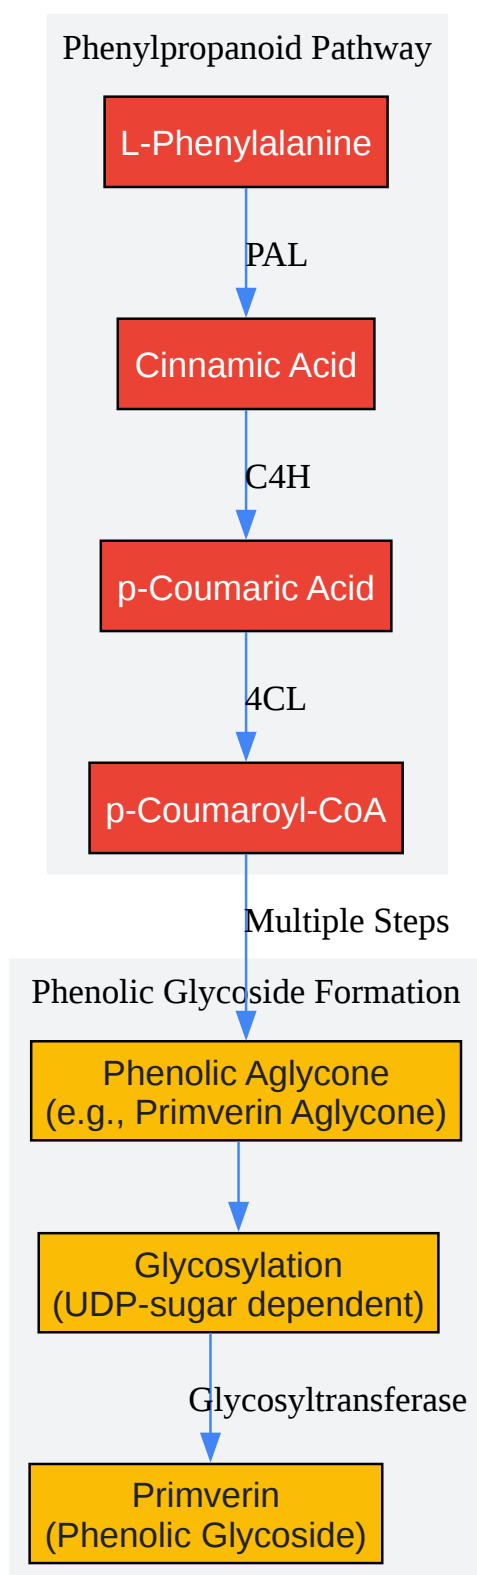 Phenylpropanoid Pathway
L-Phenylalanine
PAL
Cinnamic Acid
C4H
p-Coumaric Acid
4CL
p-Coumaroyl-CoA
Multiple Steps
Phenolic Glycoside Formation
Phenolic Aglycone
(e.g., Primverin Aglycone)
Glycosylation
(UDP-sugar dependent)
Glycosyltransferase
Primverin
(Phenolic Glycoside)